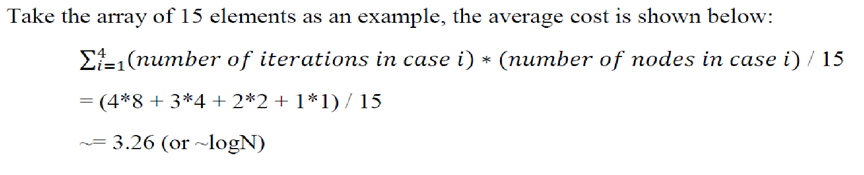 Take the array of 15 elements as an example, the average cost is shown below:
Σ⁴ᵢ₌₁(number of iterations in case i) * (number of nodes in case i) / 15
= (4*8 + 3*4 + 2*2 + 1*1) / 15
~= 3.26 (or ~logN)